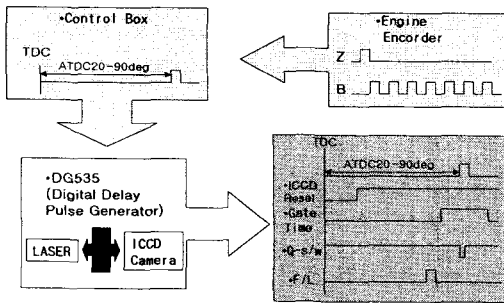 •Control Box
TDC
ATDC20-90deg
•Engine
Encorder
Z
B
•DG535
(Digital Delay
Pulse Generator)
LASER
ICCD
Camera
TDC
ATDC20-90deg
•ICCD
Reset
•Gate
Time
•Q-s/w
•F/L